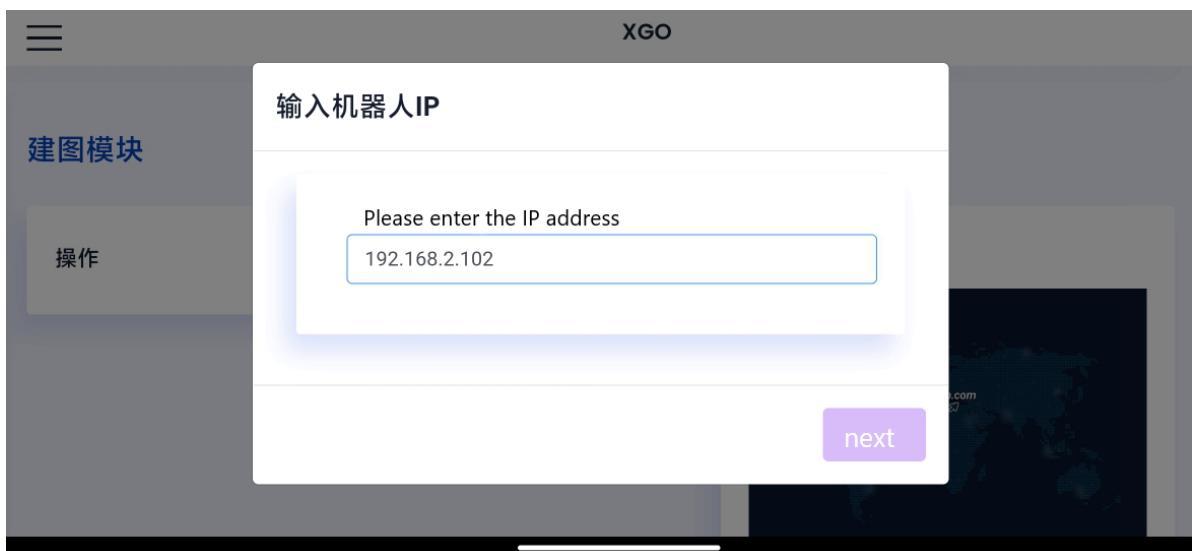 XGO
输入机器人IP
建图模块
Please enter the IP address
192.168.2.102
操作
.com
next